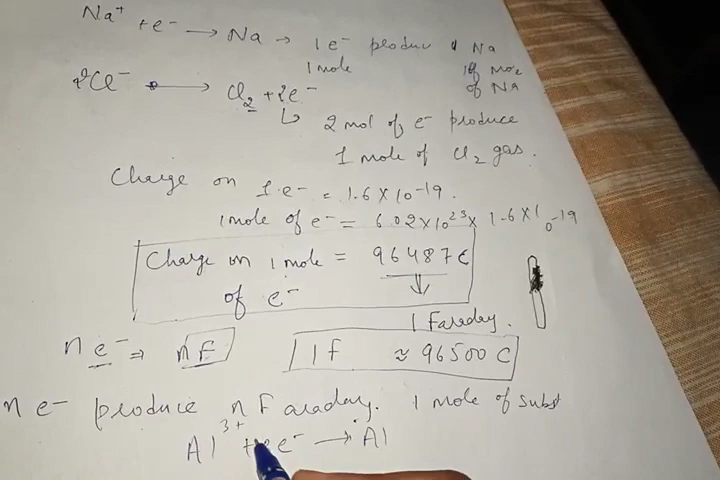 Na⁺ + e⁻ → Na → 1 e⁻ produce 1 Na
1 mole 1 of mole
of Na
2Cl⁻ → Cl₂ + 2e⁻
↳ 2 mol of e⁻ produce
1 mole of Cl₂ gas.
Charge on 1 e⁻ = 1.6 × 10⁻¹⁹.
1 mole of e⁻ = 6.02 × 10²³ × 1.6 × 10⁻¹⁹
Charge on 1 mole = 96487 C
of e⁻ ↓
1 Faraday.
n e⁻ ⇒ nF 1 F ≈ 96500 C
n e⁻ produce n Faraday. 1 mole of subst
Al³⁺ + e⁻ → Al